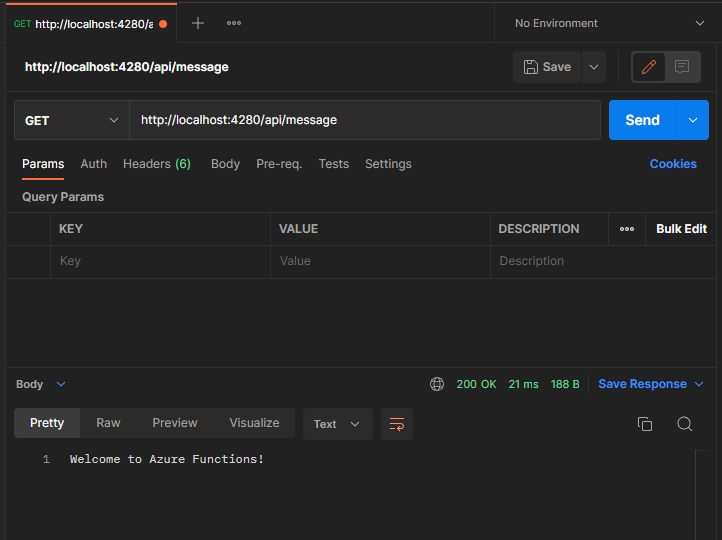 GET http://localhost:4280/a
No Environment
http://localhost:4280/api/message
Save
GET http://localhost:4280/api/message
Send
Params Auth Headers (6) Body Pre-req. Tests Settings Cookies
Query Params
KEY VALUE DESCRIPTION ••• Bulk Edit
Key Value Description
Body 200 OK 21 ms 188 B Save Response
Pretty Raw Preview Visualize Text
1 Welcome to Azure Functions!